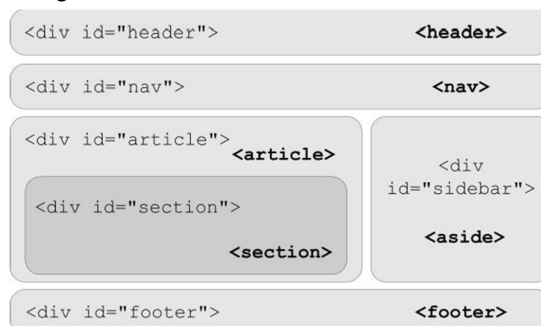 <div id="header"> <header>
<div id="nav"> <nav>
<div id="article">
<article>
<div id="section">
<section>
<div
id="sidebar">
<aside>
<div id="footer"> <footer>